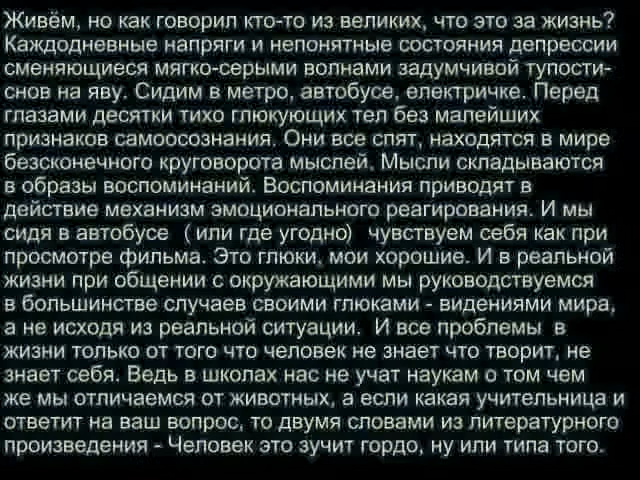 Живём, но как говорил кто-то из великих, что это за жизнь?
Каждодневные напряги и непонятные состояния депрессии
сменяющиеся мягко-серыми волнами задумчивой тупости-
снов на яву. Сидим в метро, автобусе, електричке. Перед
глазами десятки тихо глюкующих тел без малейших
признаков самоосознания. Они все спят, находятся в мире
безсконечного круговорота мыслей. Мысли складываются
в образы воспоминаний. Воспоминания приводят в
действие механизм эмоционального реагирования. И мы
сидя в автобусе ( или где угодно) чувствуем себя как при
просмотре фильма. Это глюки, мои хорошие. И в реальной
жизни при общении с окружающими мы руководствуемся
в большинстве случаев своими глюками - видениями мира,
а не исходя из реальной ситуации. И все проблемы в
жизни только от того что человек не знает что творит, не
знает себя. Ведь в школах нас не учат наукам о том чем
же мы отличаемся от животных, а если какая учительница и
ответит на ваш вопрос, то двумя словами из литературного
произведения - Человек это зучит гордо, ну или типа того.